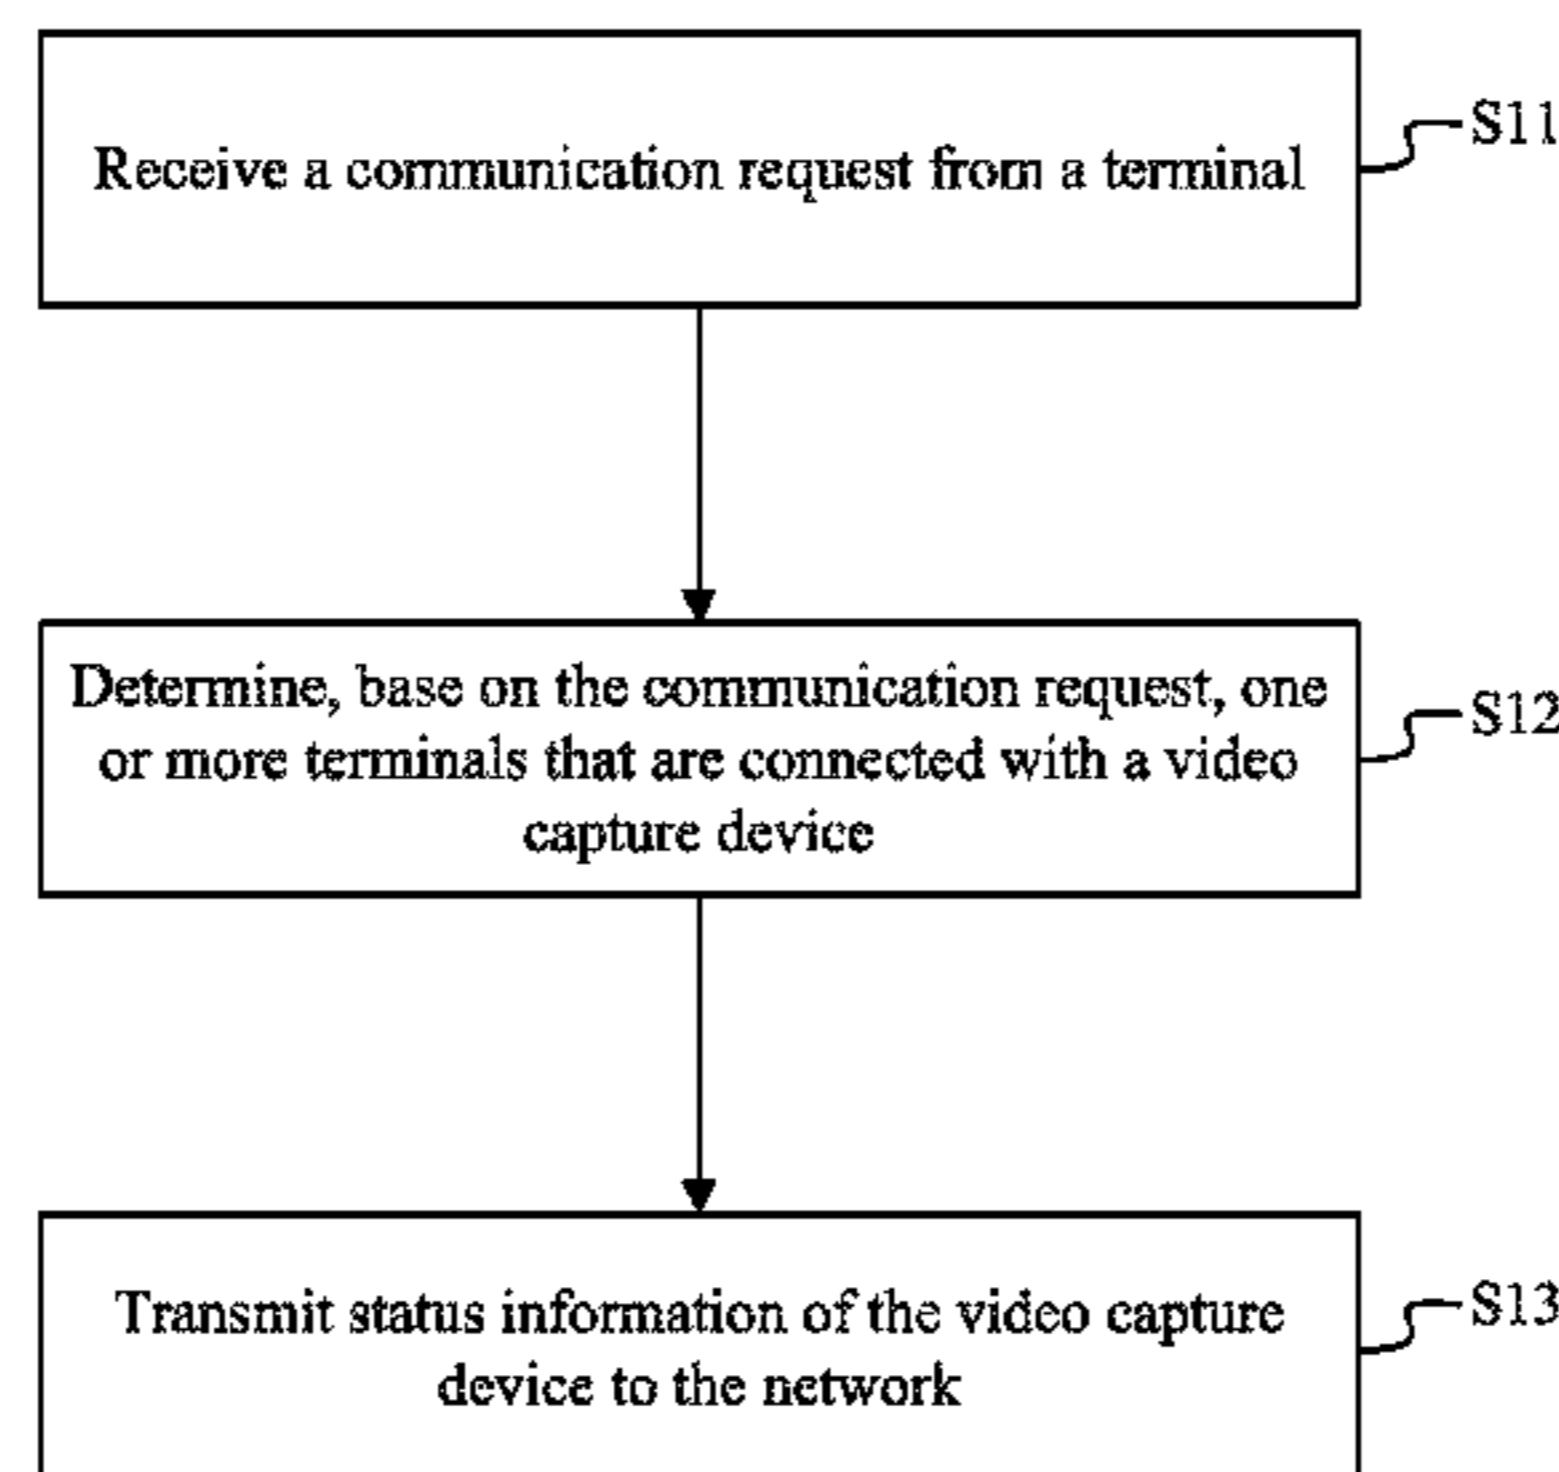 Receive a communication request from a terminal
S11
Determine, base on the communication request, one
or more terminals that are connected with a video
capture device
S12
Transmit status information of the video capture
device to the network
S13